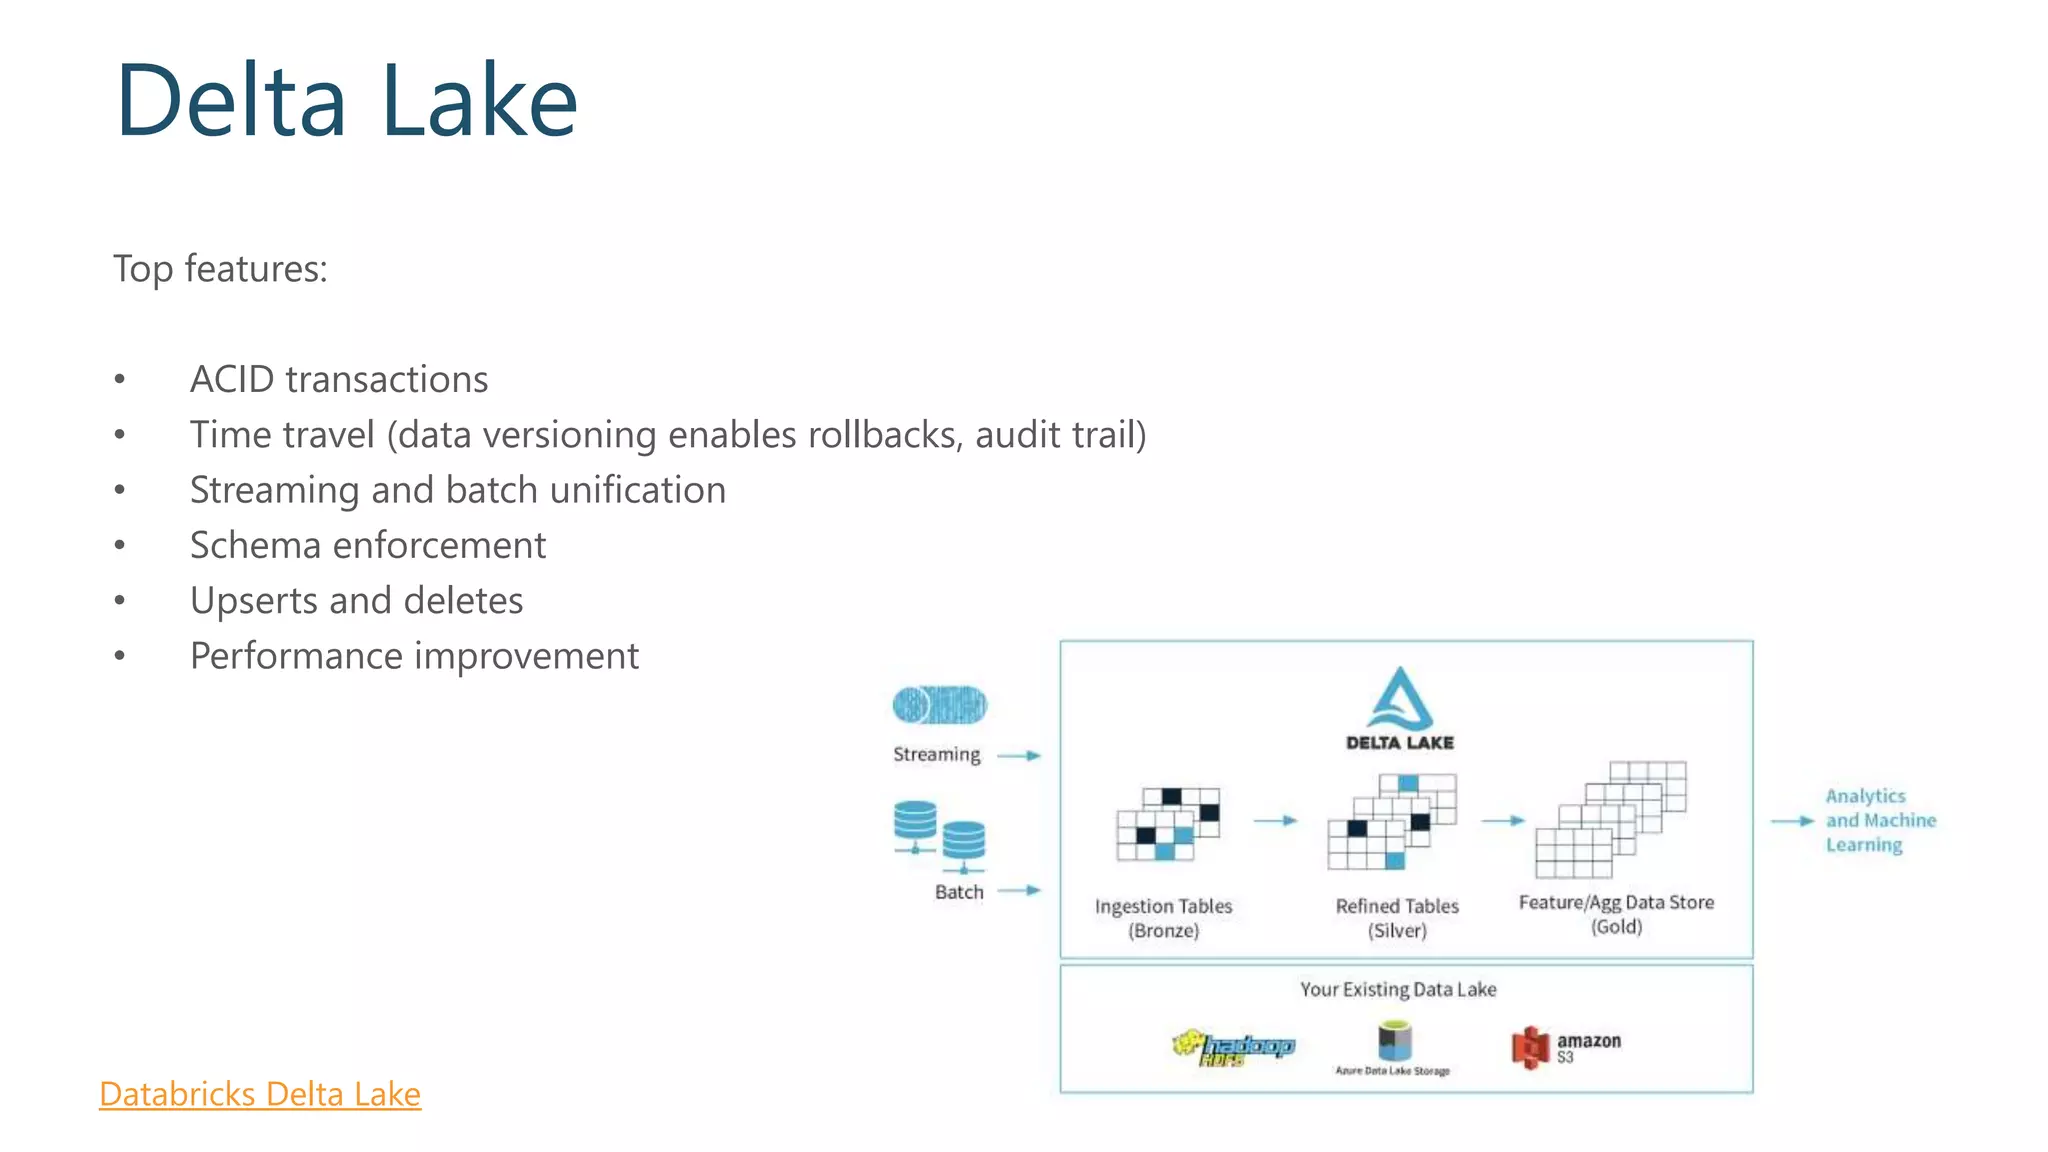 Delta Lake
Top features:
• ACID transactions
• Time travel (data versioning enables rollbacks, audit trail)
• Streaming and batch unification
• Schema enforcement
• Upserts and deletes
• Performance improvement
DELTA LAKE
Streaming
Batch
Ingestion Tables
(Bronze)
Refined Tables
(Silver)
Feature/Agg Data Store
(Gold)
Analytics
and Machine
Learning
Your Existing Data Lake
hadoop
HDFS
Azure Data Lake Storage
amazon
S3
Databricks Delta Lake